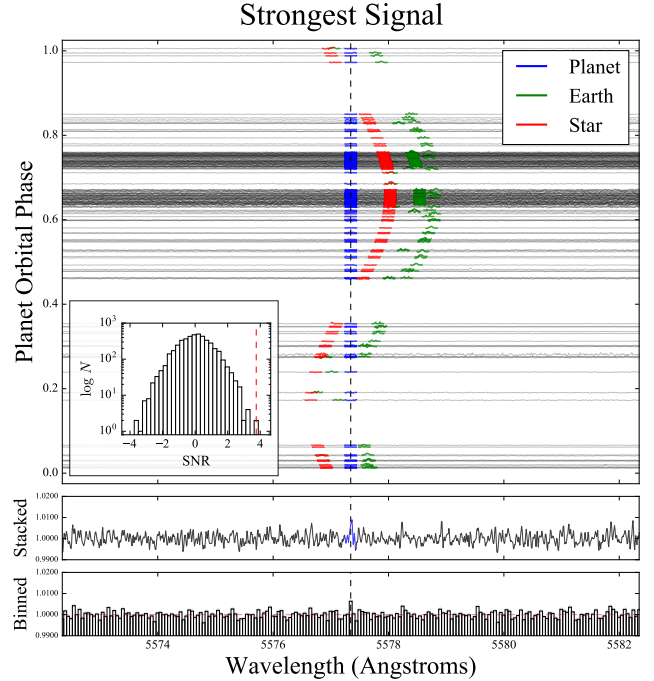 Strongest Signal
Planet Orbital Phase
1.0
0.8
0.6
0.4
0.2
0.0
Planet
Earth
Star
log N
10³
10²
10¹
10⁰
−4 −2 0 2 4
SNR
Stacked
1.0200
1.0100
1.0000
0.9900
Binned
1.0200
1.0100
1.0000
0.9900
5574 5576 5578 5580 5582
Wavelength (Angstroms)